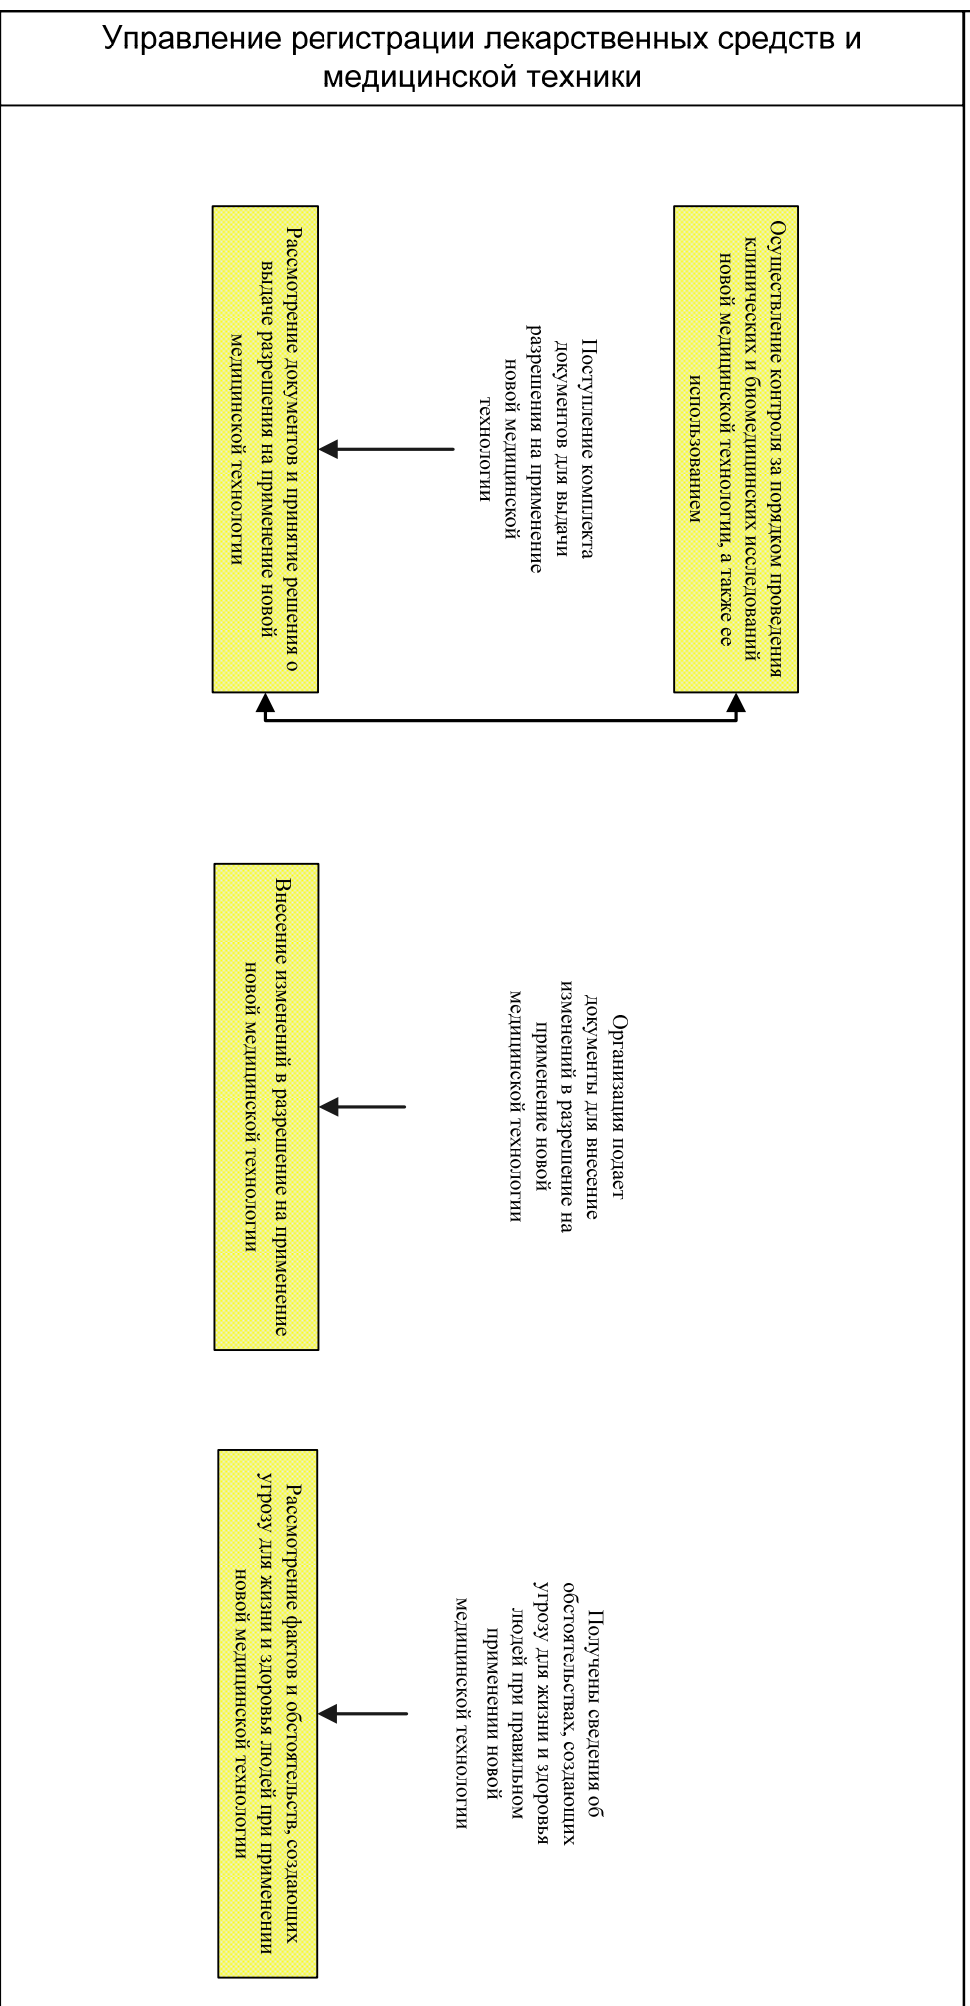 Управление регистрации лекарственных средств и
медицинской техники
Осуществление контроля за порядком проведения
клинических и биомедицинских исследований
новой медицинской технологии, а также ее
использованием
Поступление комплекта
документов для выдачи
разрешения на применение
новой медицинской
технологии
Рассмотрение документов и принятие решения о
выдаче разрешения на применение новой
медицинской технологии
Организация подает
документы для внесение
изменений в разрешение на
применение новой
медицинской технологии
Внесение изменений в разрешение на применение
новой медицинской технологии
Получены сведения об
обстоятельствах, создающих
угрозу для жизни и здоровья
людей при правильном
применении новой
медицинской технологии
Рассмотрение фактов и обстоятельств, создающих
угрозу для жизни и здоровья людей при применении
новой медицинской технологии